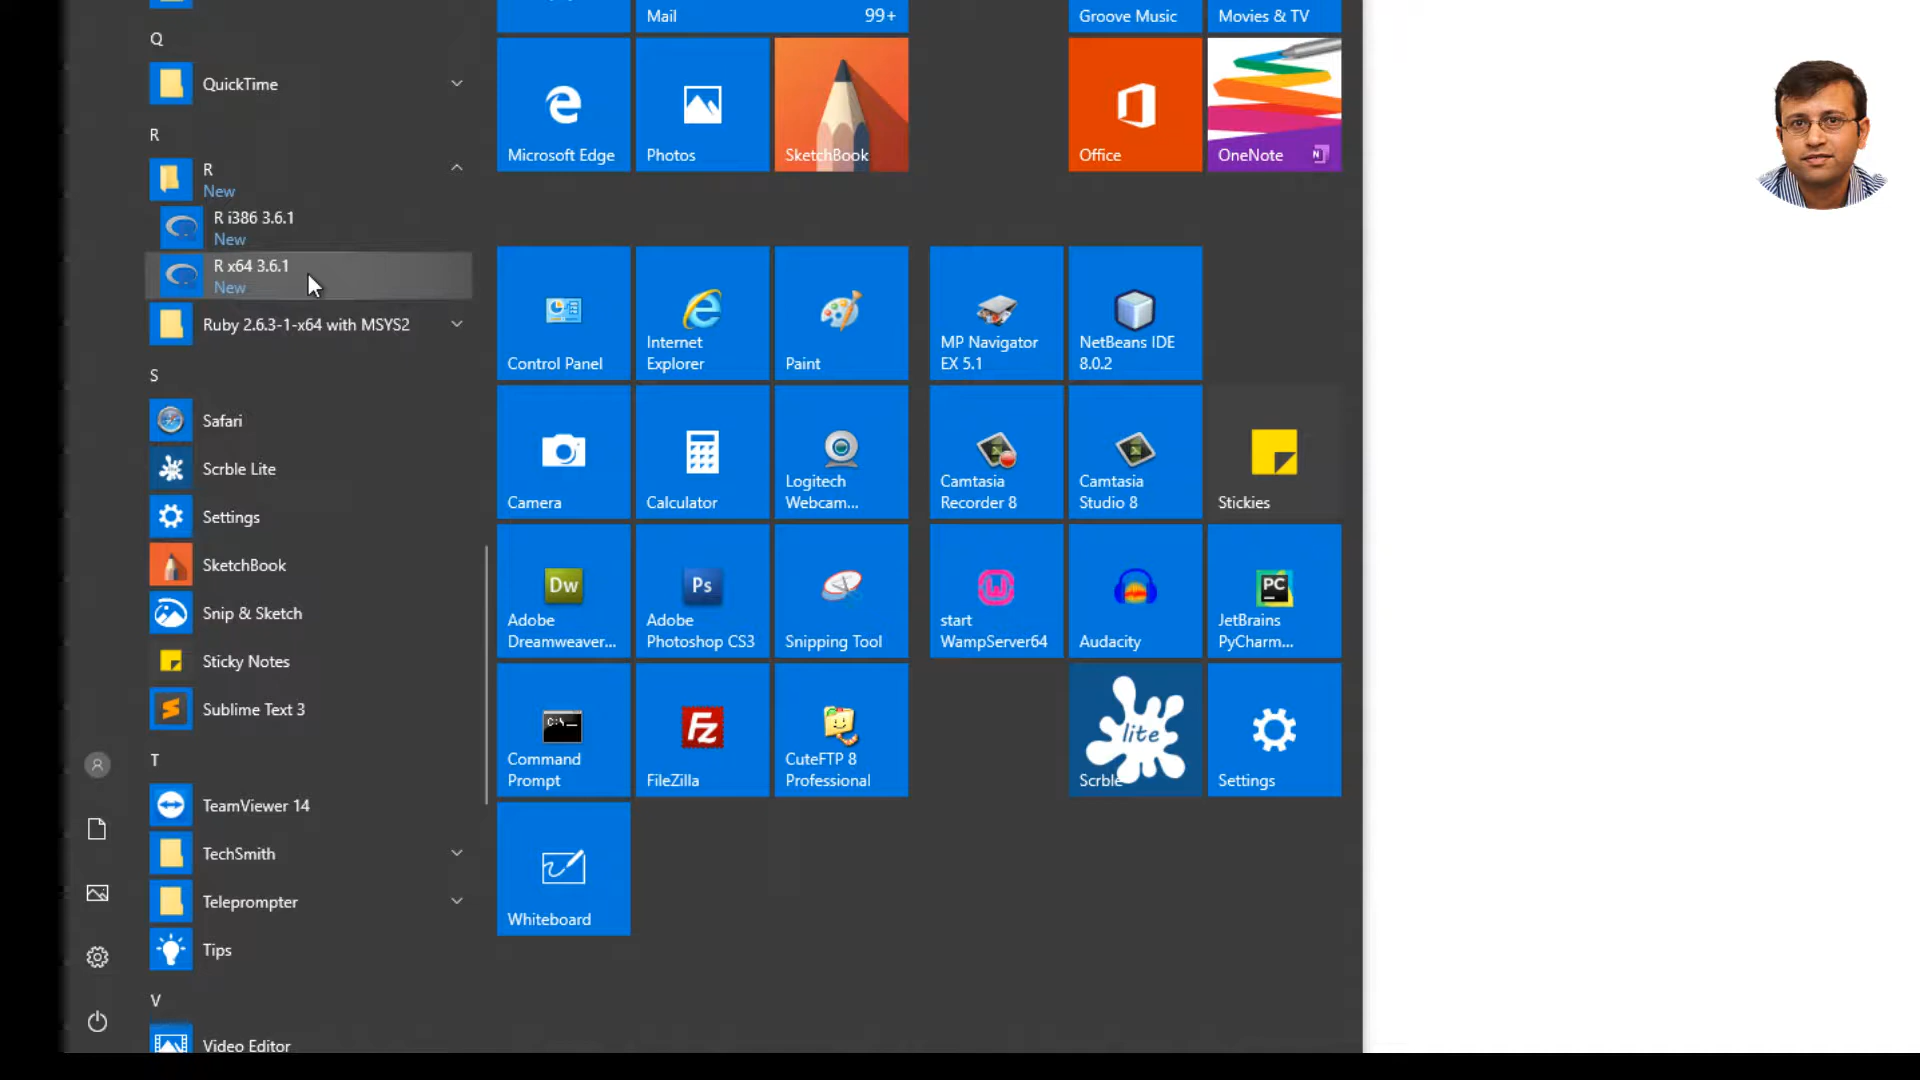 Q
QuickTime
R
R
New
R i386 3.6.1
New
R x64 3.6.1
New
Ruby 2.6.3-1-x64 with MSYS2
S
Safari
Scrble Lite
Settings
SketchBook
Snip & Sketch
Sticky Notes
Sublime Text 3
T
TeamViewer 14
TechSmith
Teleprompter
Tips
V
Video Editor
Mail 99+
Groove Music
Movies & TV
Microsoft Edge
Photos
SketchBook
Office
OneNote
N
Control Panel
Internet
Explorer
Paint
MP Navigator
EX 5.1
NetBeans IDE
8.0.2
Camera
Calculator
Logitech
Webcam...
Camtasia
Recorder 8
Camtasia
Studio 8
Stickies
Dw
Adobe
Dreamweaver...
Ps
Adobe
Photoshop CS3
Snipping Tool
start
WampServer64
Audacity
PC
JetBrains
PyCharm...
C:\
Command
Prompt
Fz
FileZilla
CuteFTP 8
Professional
lite
Scrble
Settings
Whiteboard